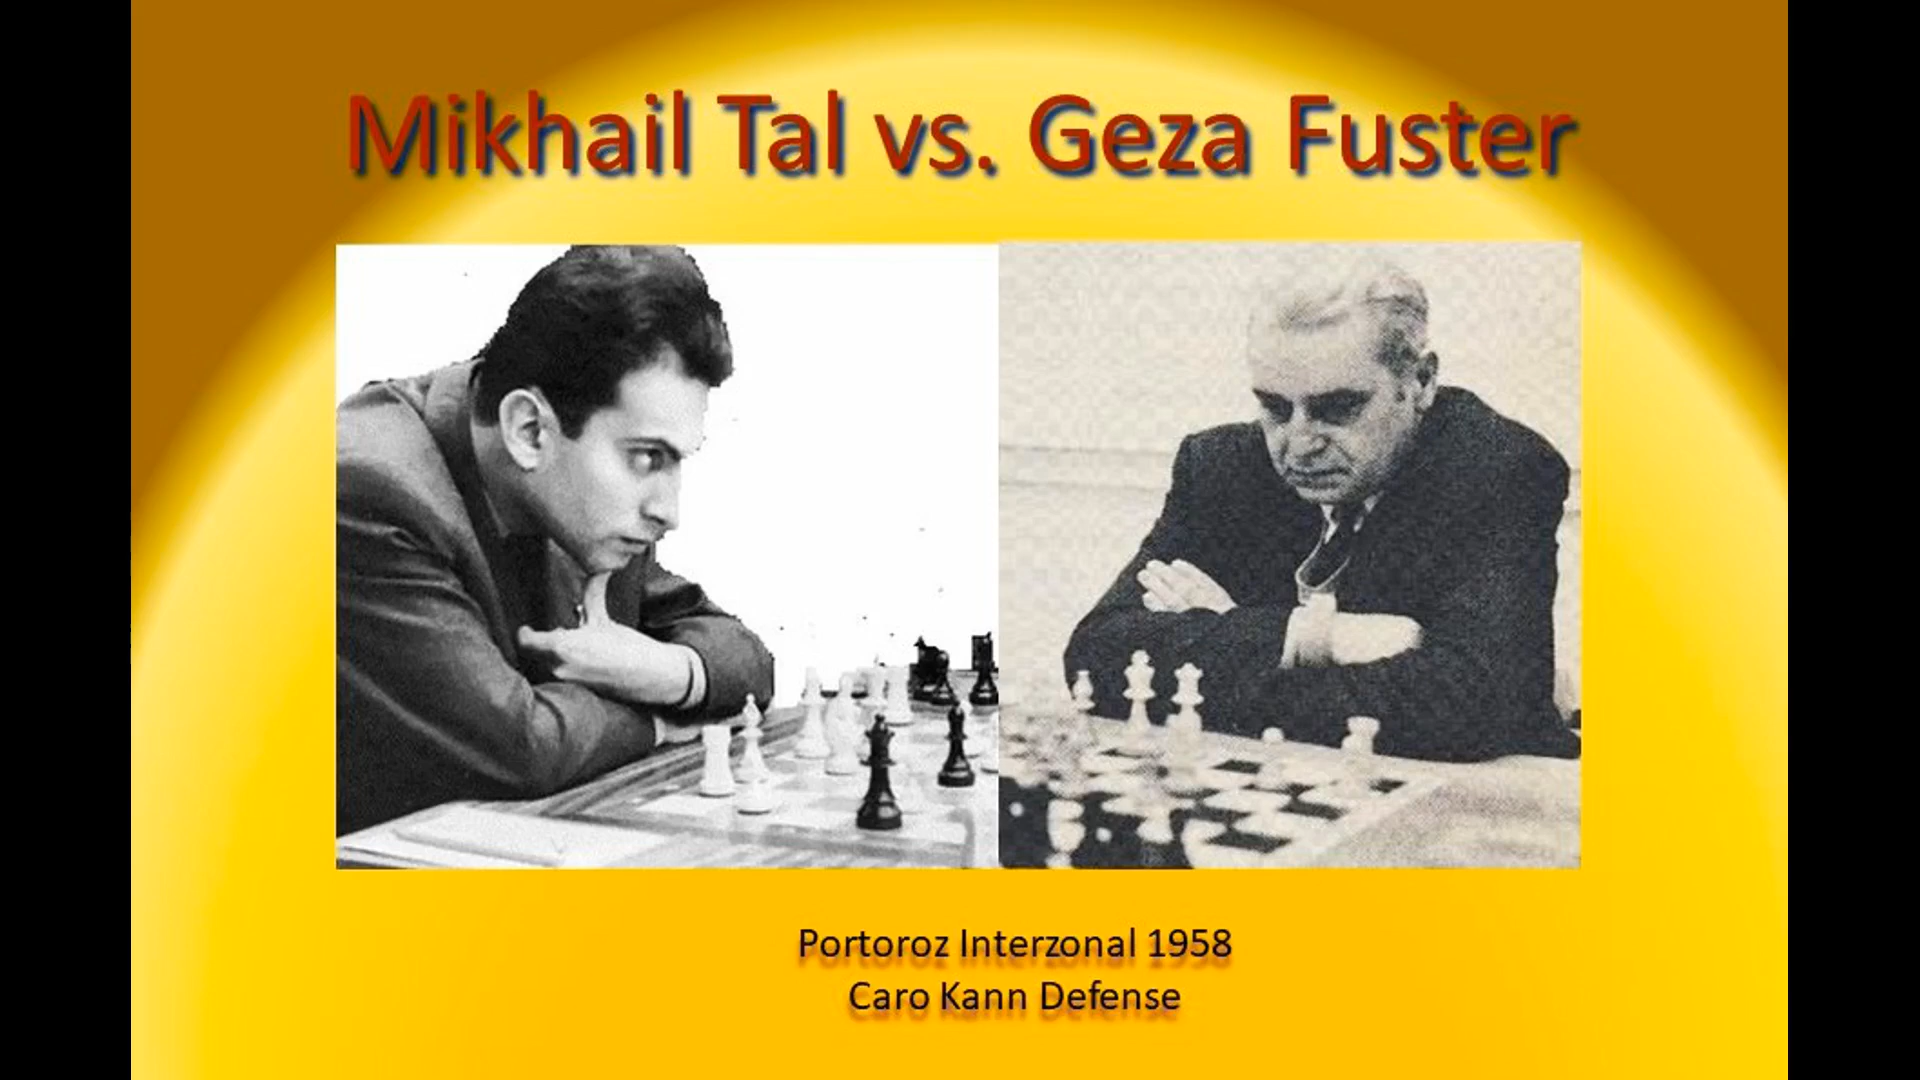 Mikhail Tal vs. Geza Fuster
Portoroz Interzonal 1958
Caro Kann Defense